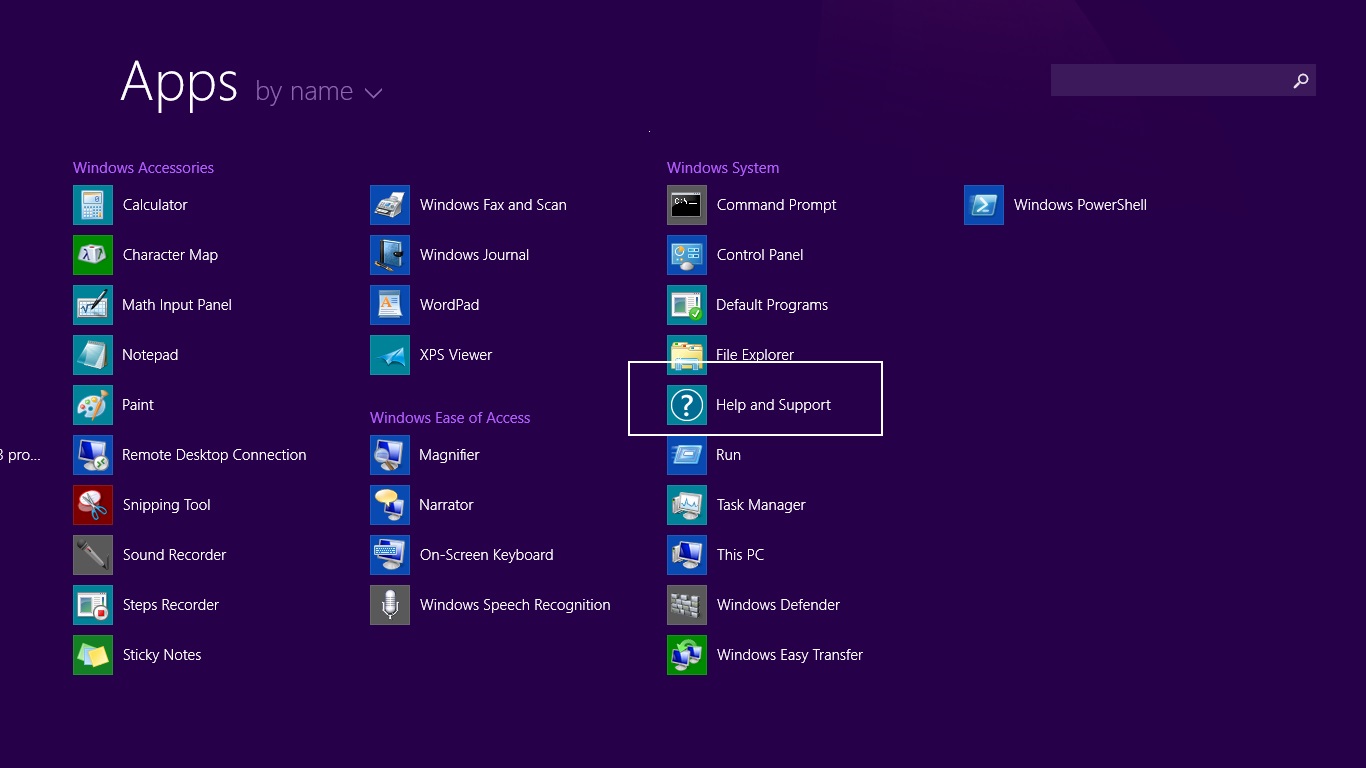 Apps by name
Windows Accessories
Calculator
Character Map
Math Input Panel
Notepad
Paint
3 pro...
Remote Desktop Connection
Snipping Tool
Sound Recorder
Steps Recorder
Sticky Notes
Windows Fax and Scan
Windows Journal
WordPad
XPS Viewer
Windows Ease of Access
Magnifier
Narrator
On-Screen Keyboard
Windows Speech Recognition
Windows System
C:\_
Command Prompt
Control Panel
Default Programs
File Explorer
Help and Support
Run
Task Manager
This PC
Windows Defender
Windows Easy Transfer
Windows PowerShell